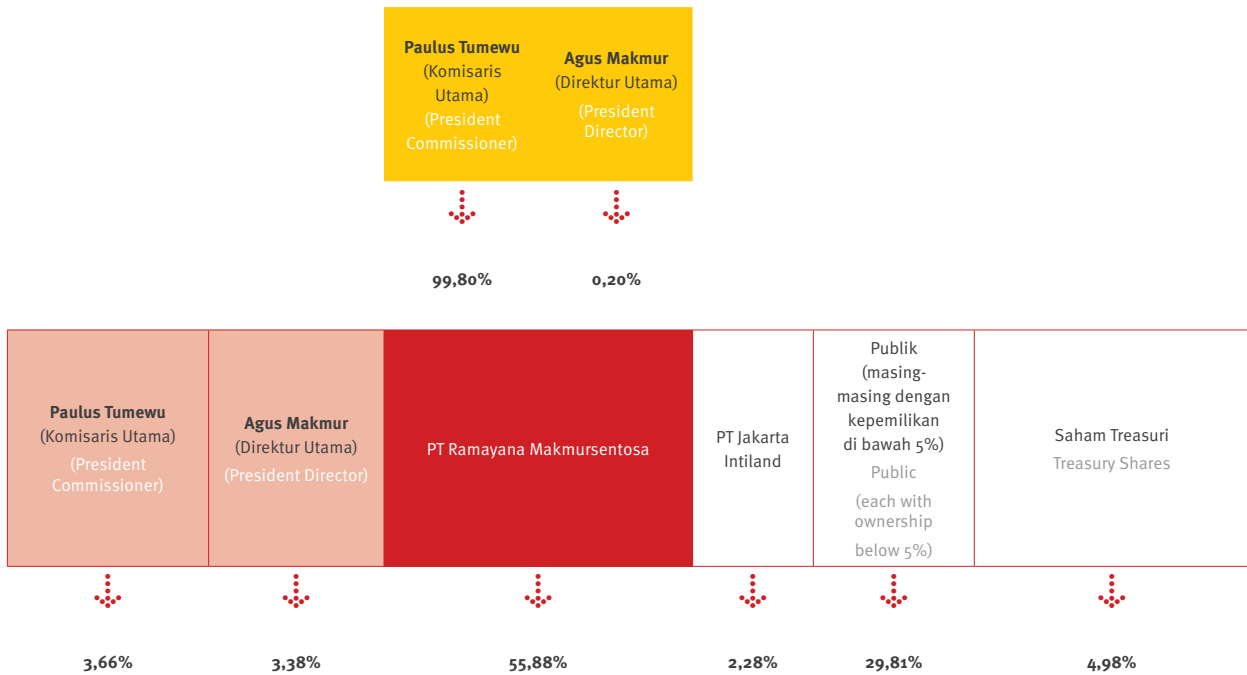 Paulus Tumewu
(Komisaris
Utama)
(President
Commissioner)
Agus Makmur
(Direktur Utama)
(President
Director)
99,80%
0,20%
Paulus Tumewu
(Komisaris Utama)
(President
Commissioner)
Agus Makmur
(Direktur Utama)
(President Director)
PT Ramayana Makmursentosa
PT Jakarta
Intiland
Publik
(masing-
masing dengan
kepemilikan
di bawah 5%)
Public
(each with
ownership
below 5%)
Saham Treasuri
Treasury Shares
3,66%
3,38%
55,88%
2,28%
29,81%
4,98%